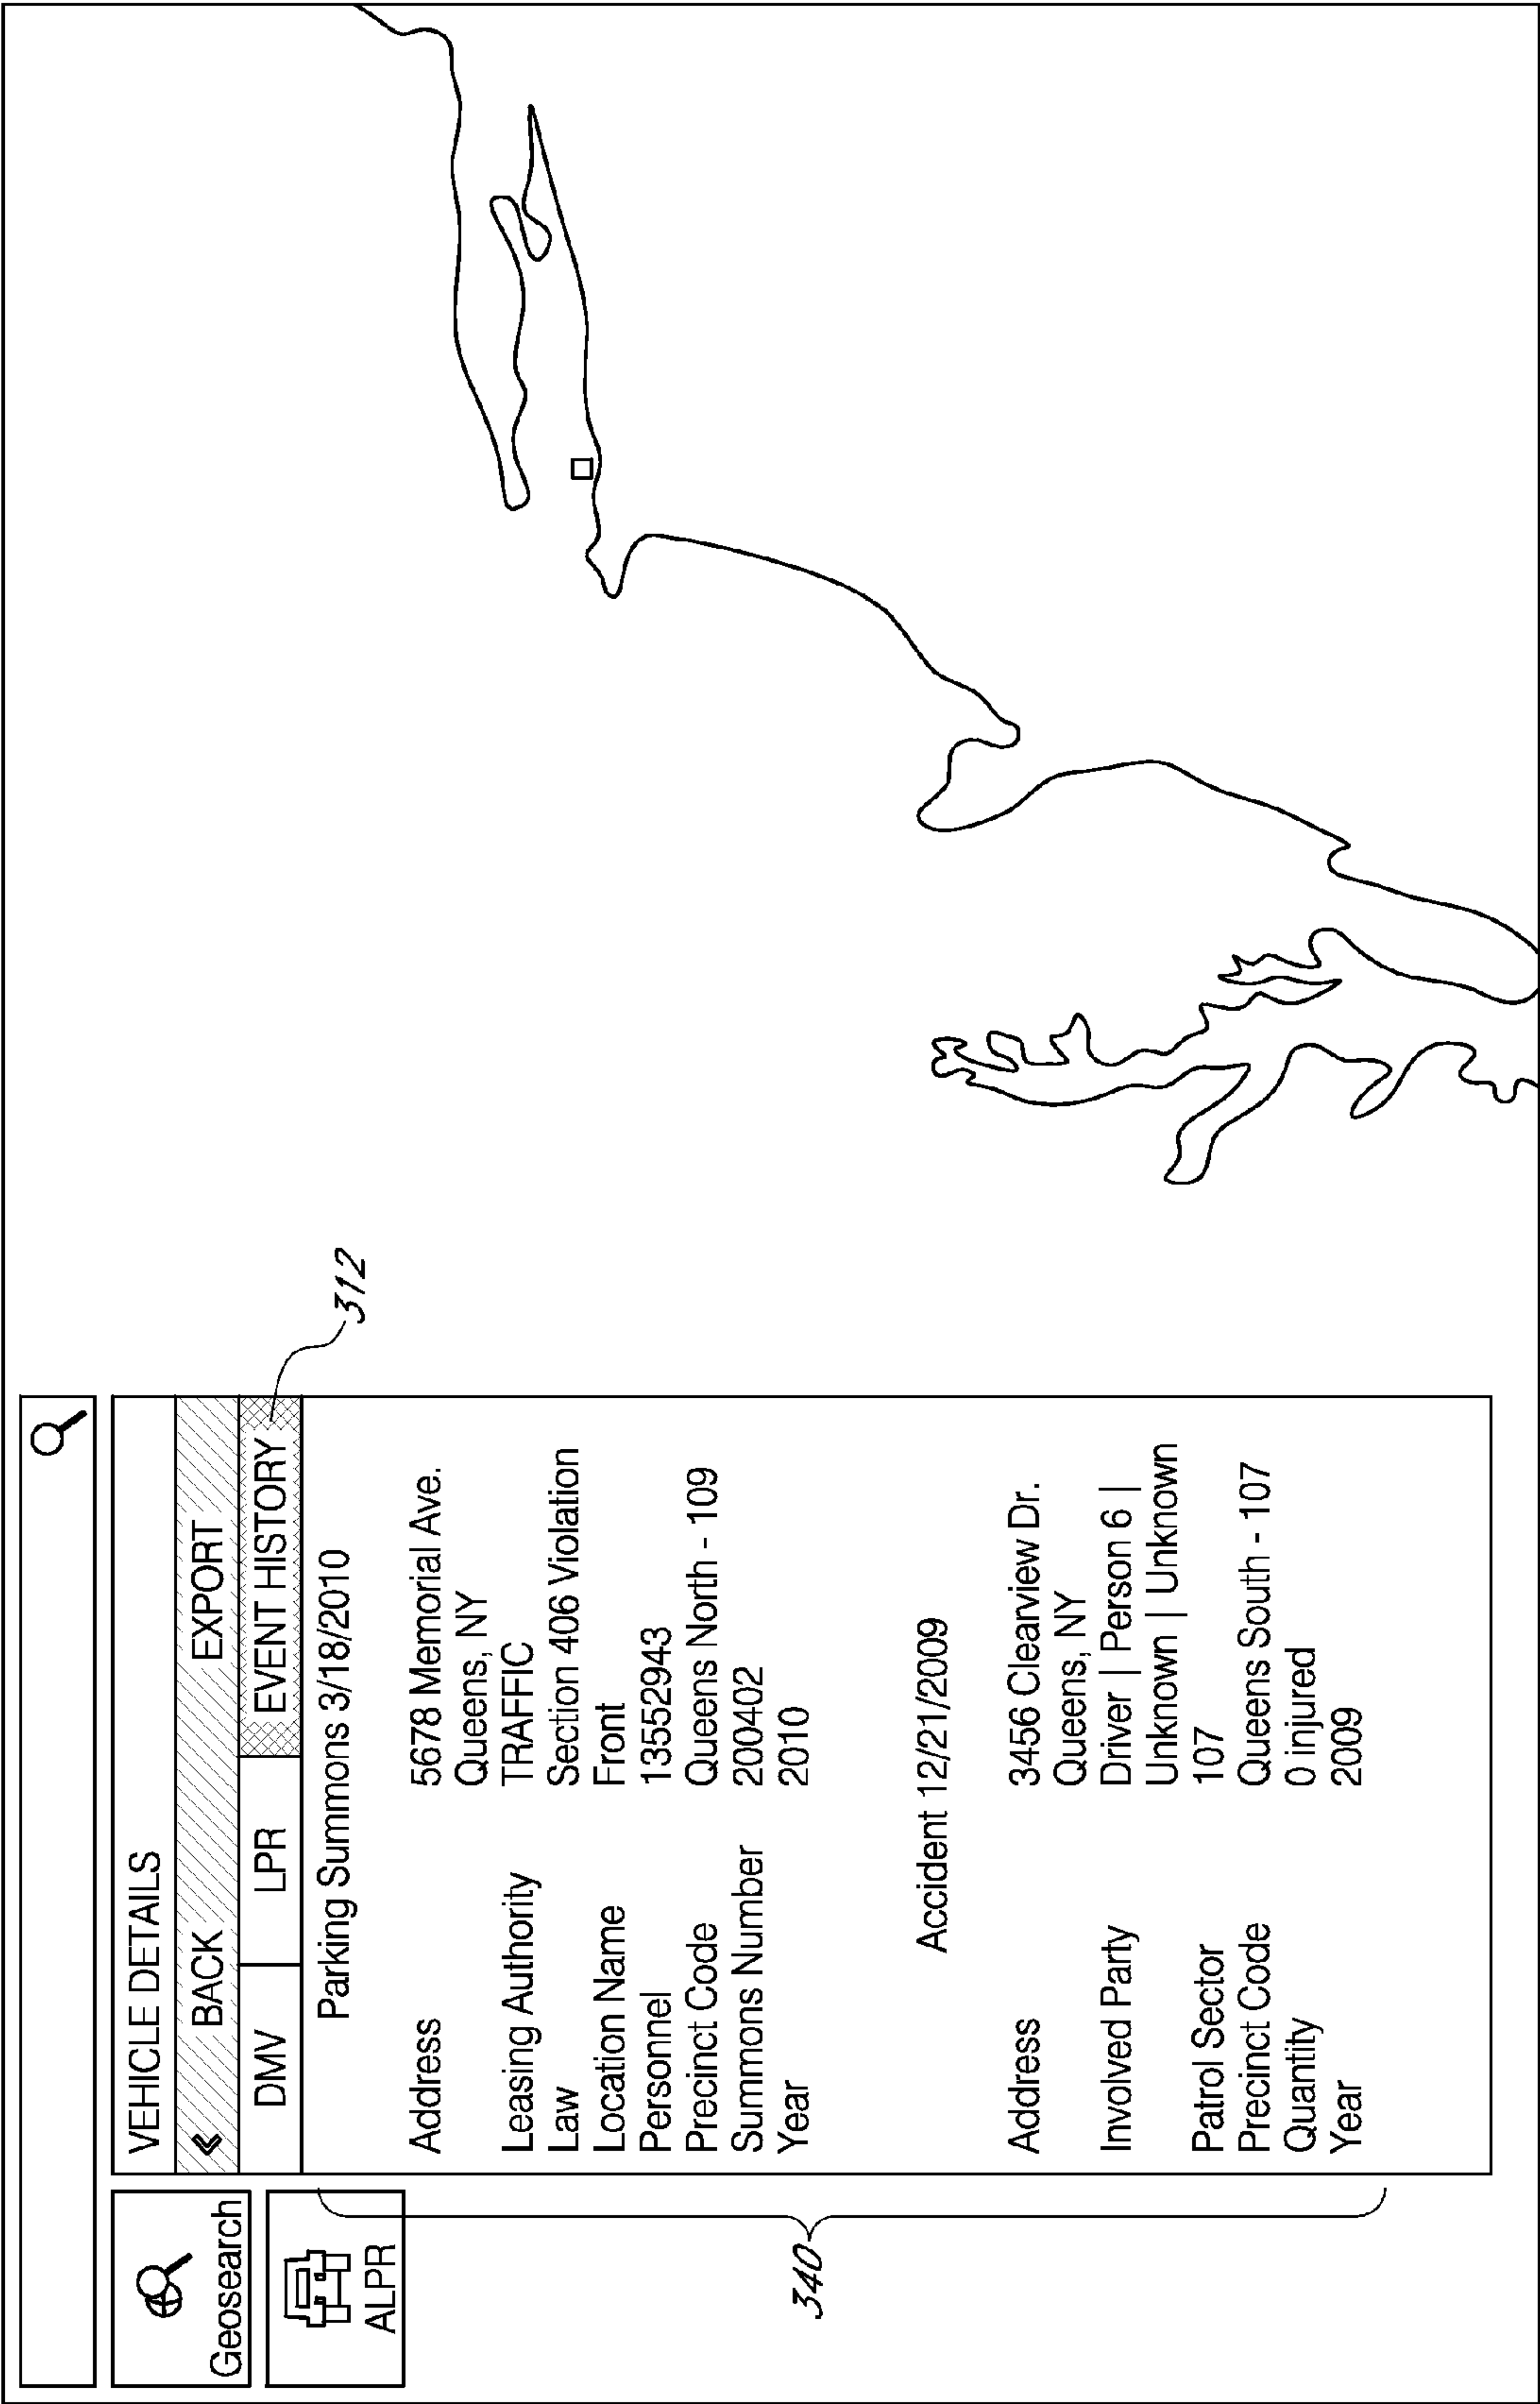 VEHICLE DETAILS
« BACK EXPORT
DMV LPR EVENT HISTORY
312
Geosearch
ALPR
340
Parking Summons 3/18/2010
Address 5678 Memorial Ave.
Queens, NY
Leasing Authority TRAFFIC
Law Section 406 Violation
Location Name Front
Personnel 13552943
Precinct Code Queens North - 109
Summons Number 200402
Year 2010
Accident 12/21/2009
Address 3456 Clearview Dr.
Queens, NY
Involved Party Driver | Person 6 |
Unknown | Unknown
Patrol Sector 107
Precinct Code Queens South - 107
Quantity 0 injured
Year 2009